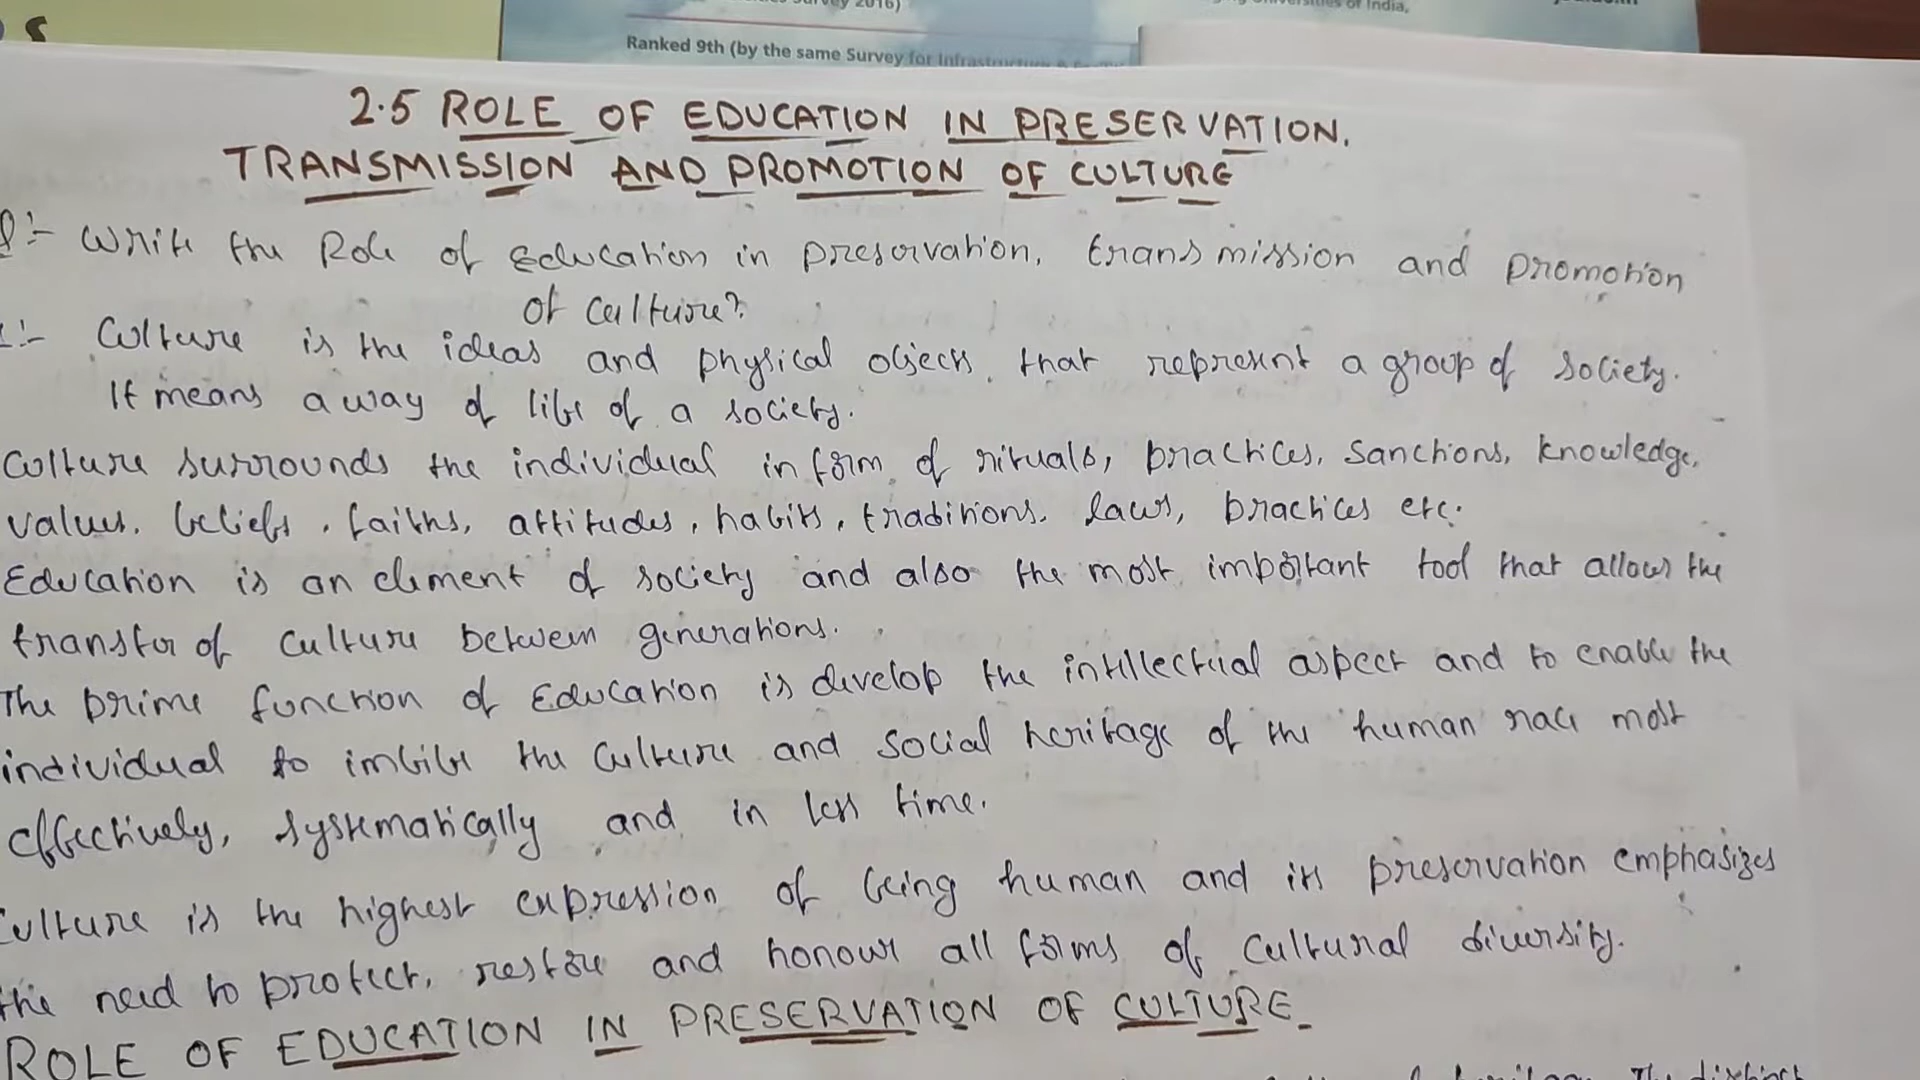 Survey 2016)
Universities of India,
Ranked 9th (by the same Survey for Infrastructure &
2.5 ROLE OF EDUCATION IN PRESERVATION.
TRANSMISSION AND PROMOTION OF CULTURE
Q:- Write the Role of Education in preservation, transmission and promotion
of culture?
:- Culture is the ideas and physical objects that represent a group of society.
It means a way of life of a society.
Culture surrounds the individual in form of rituals, practices, sanctions, knowledge,
values, beliefs, faiths, attitudes, habits, traditions, laws, practices etc.
Education is an element of society and also the most important tool that allows the
transfer of culture between generations.
The prime function of Education is develop the intellectual aspect and to enable the
individual to imbibe the culture and social heritage of the human race most
effectively, systematically and in less time.
Culture is the highest expression of being human and its preservation emphasizes
the need to protect, restore and honour all forms of cultural diversity.
ROLE OF EDUCATION IN PRESERVATION OF CULTURE.
The distinct